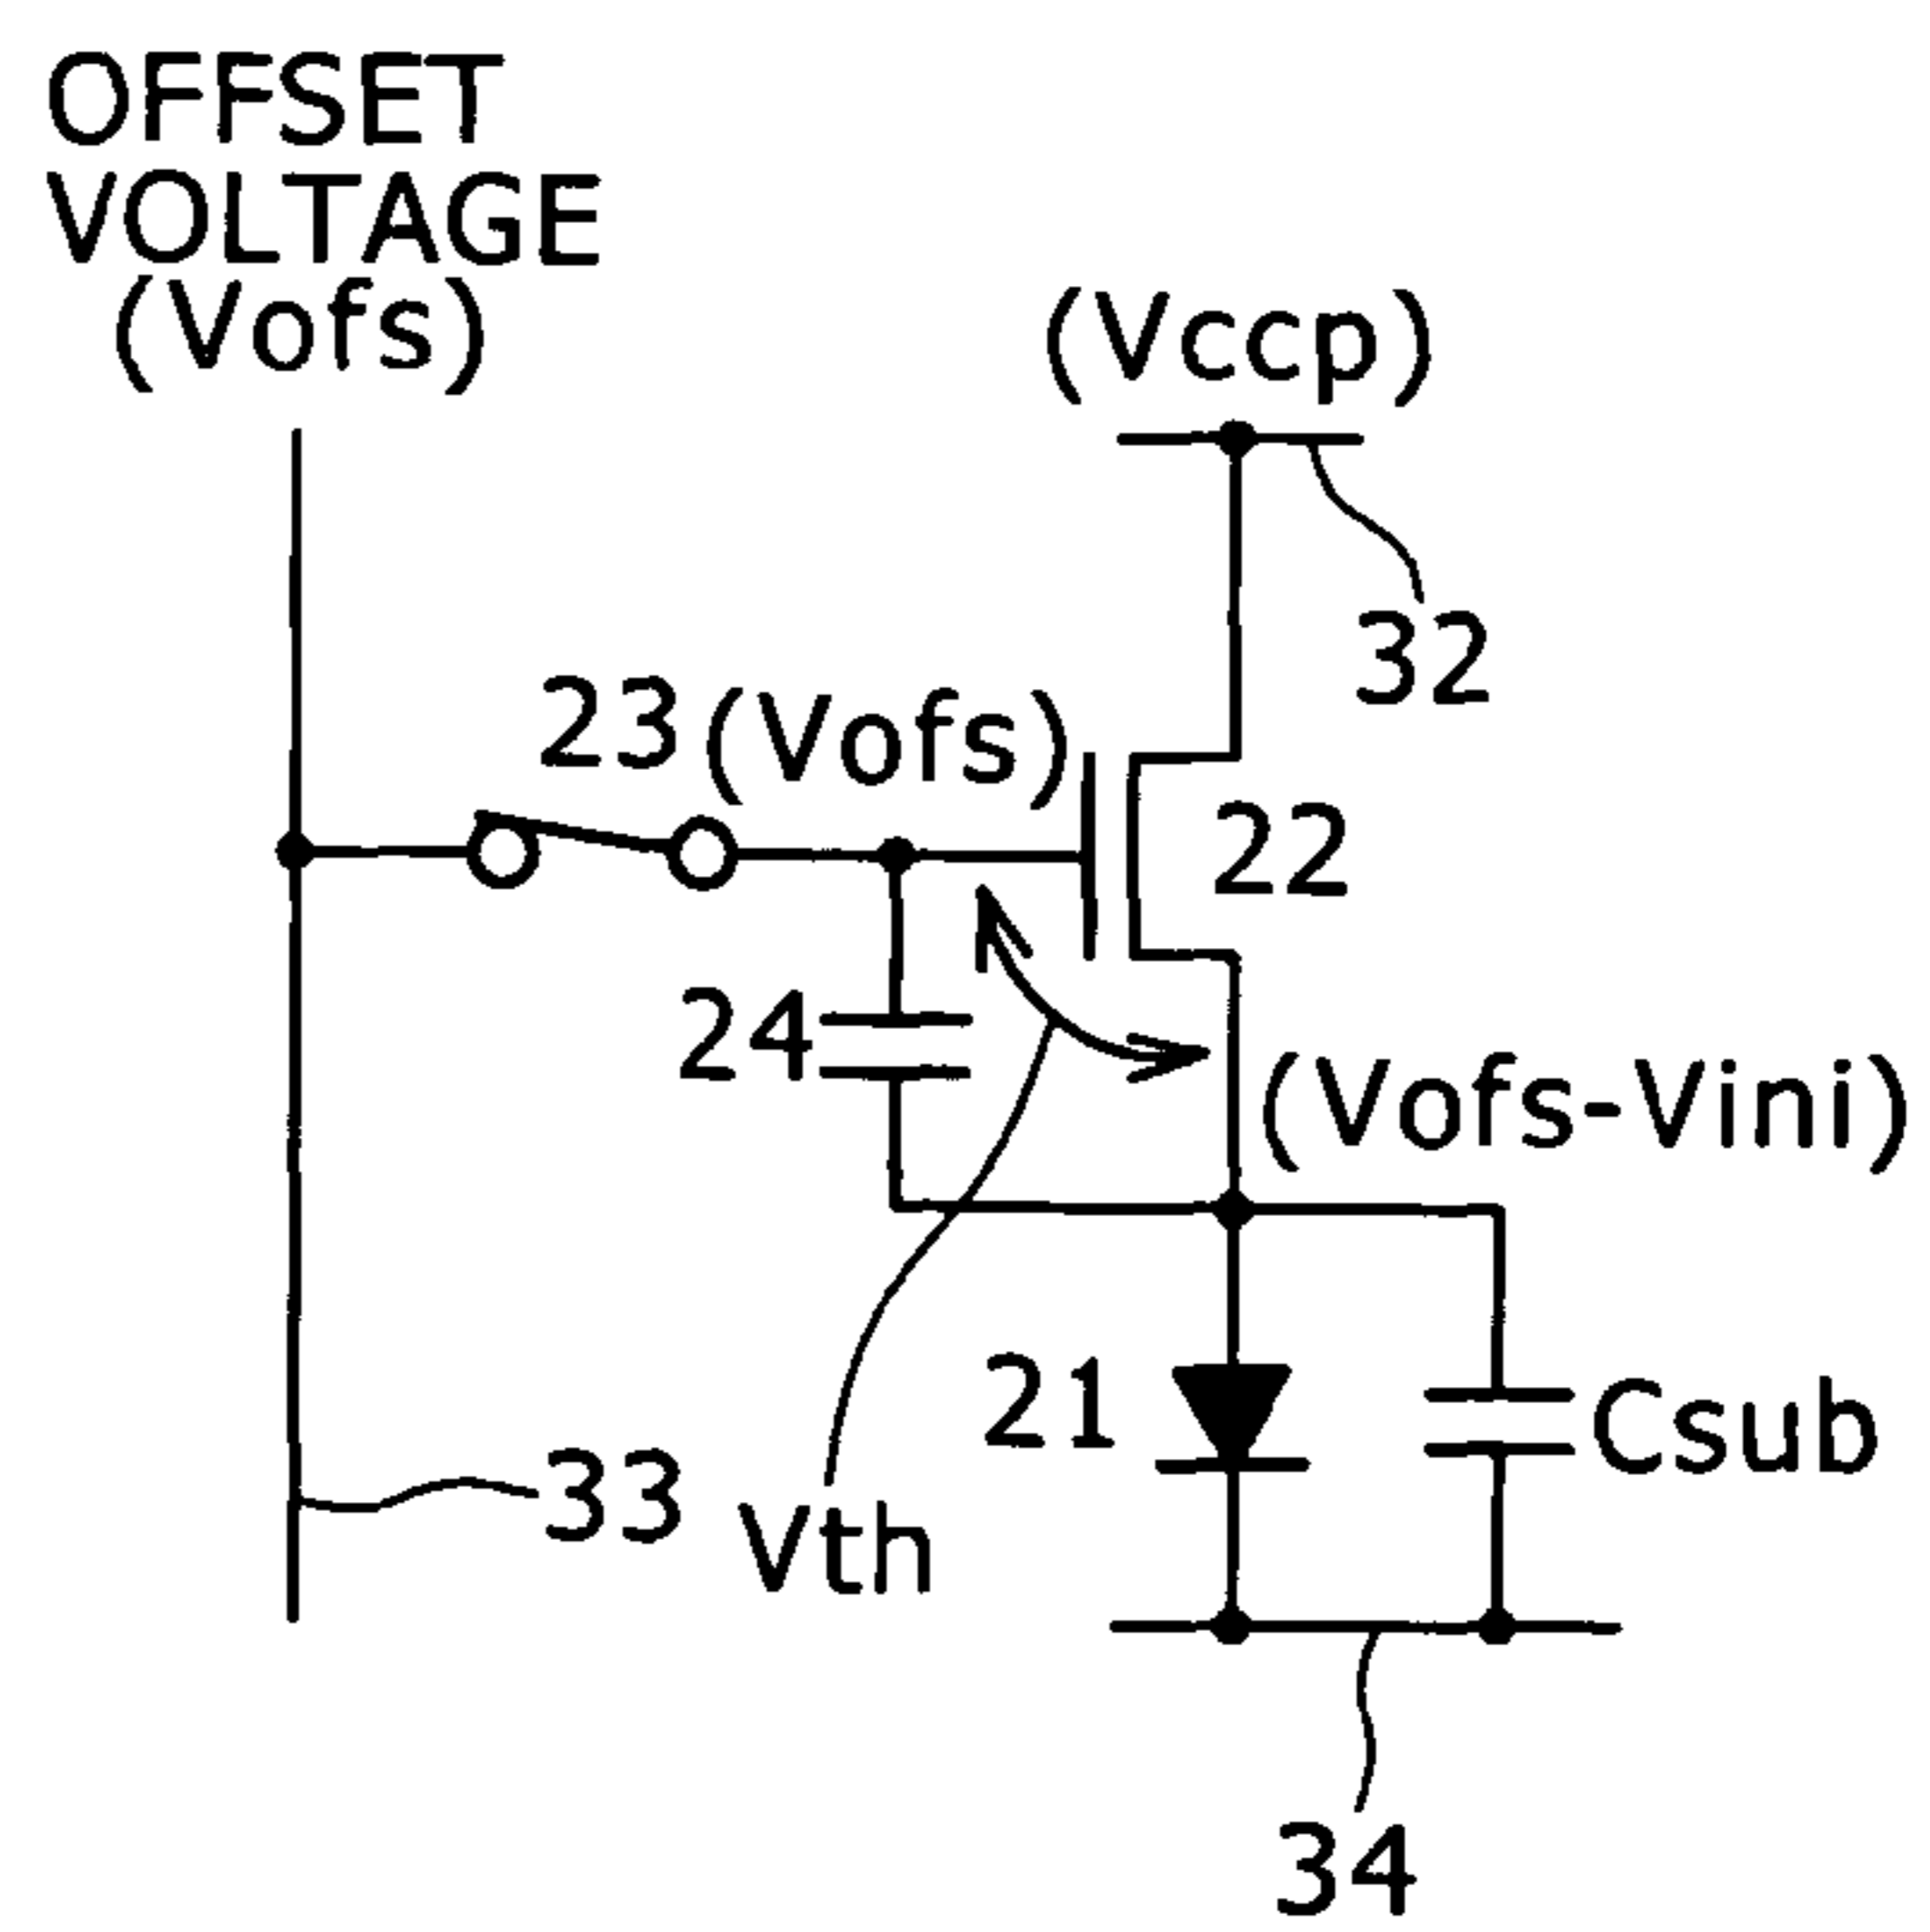 OFFSET
VOLTAGE
(Vofs)
(Vccp)
32
23 (Vofs)
22
24
(Vofs-Vini)
21
Csub
33
Vth
34